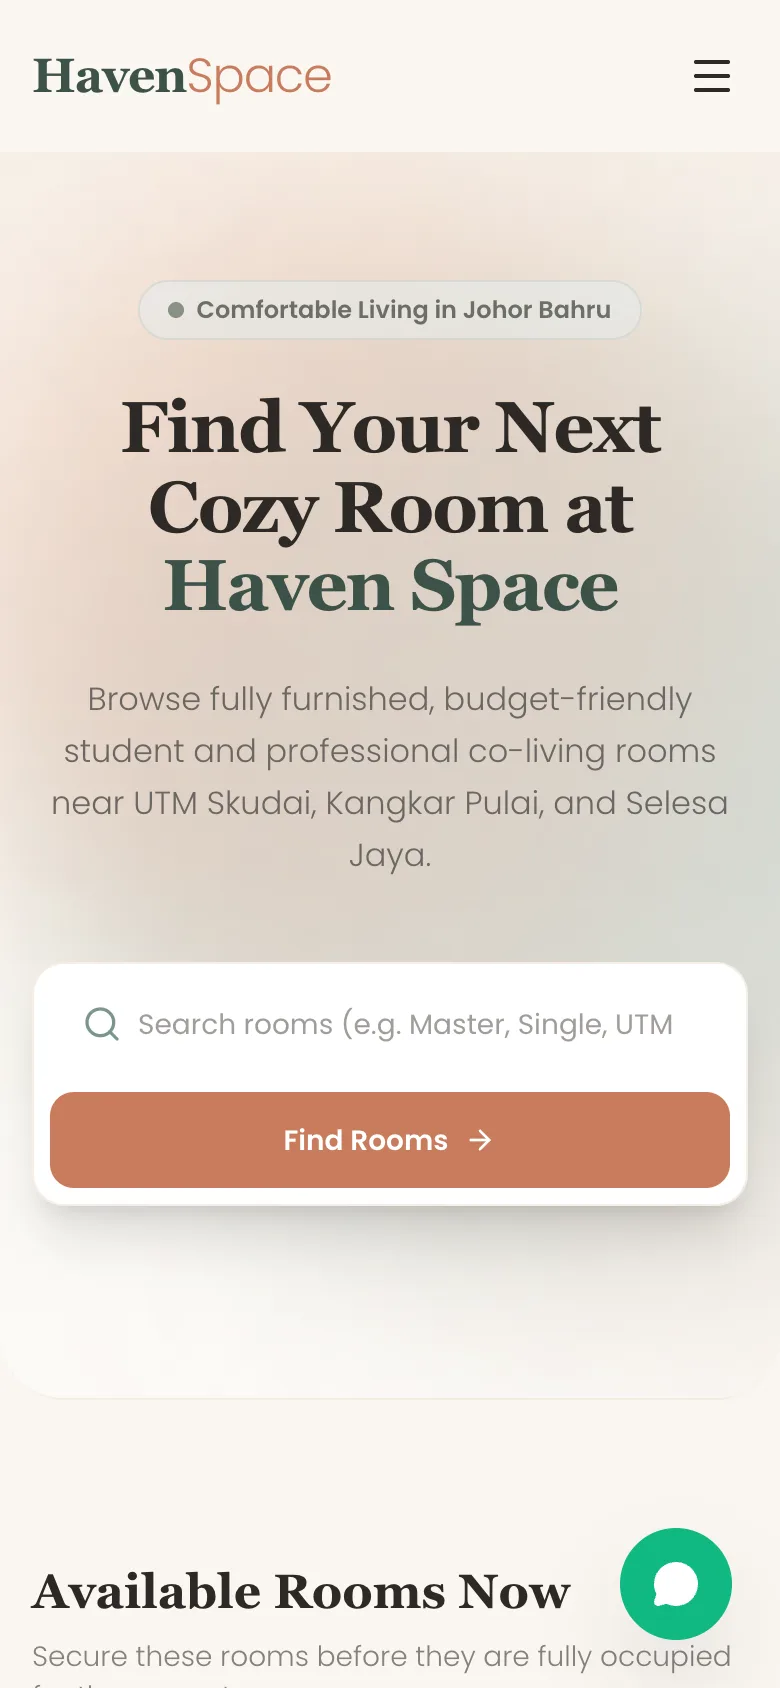 HavenSpace
Comfortable Living in Johor Bahru
Find Your Next
Cozy Room at
Haven Space
Browse fully furnished, budget-friendly
student and professional co-living rooms
near UTM Skudai, Kangkar Pulai, and Selesa
Jaya.
Search rooms (e.g. Master, Single, UTM
Find Rooms →
Available Rooms Now
Secure these rooms before they are fully occupied